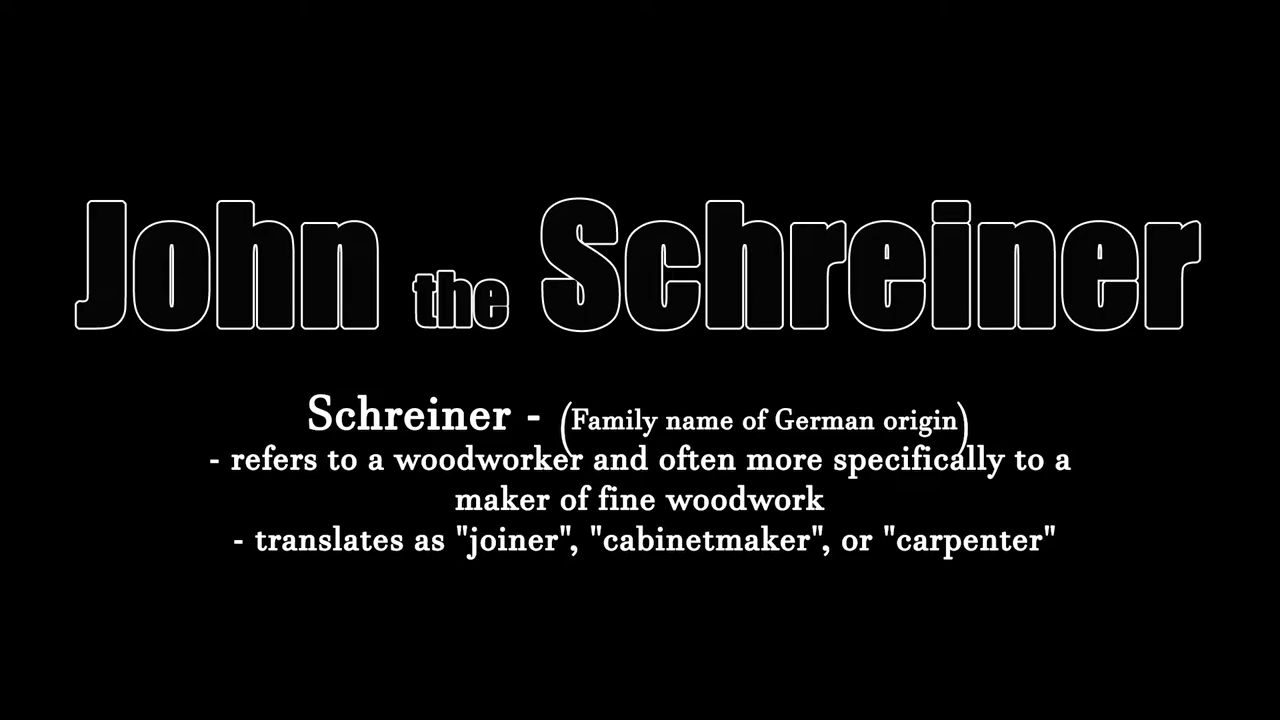 John the Schreiner
Schreiner - (Family name of German origin)
- refers to a woodworker and often more specifically to a
maker of fine woodwork
- translates as "joiner", "cabinetmaker", or "carpenter"